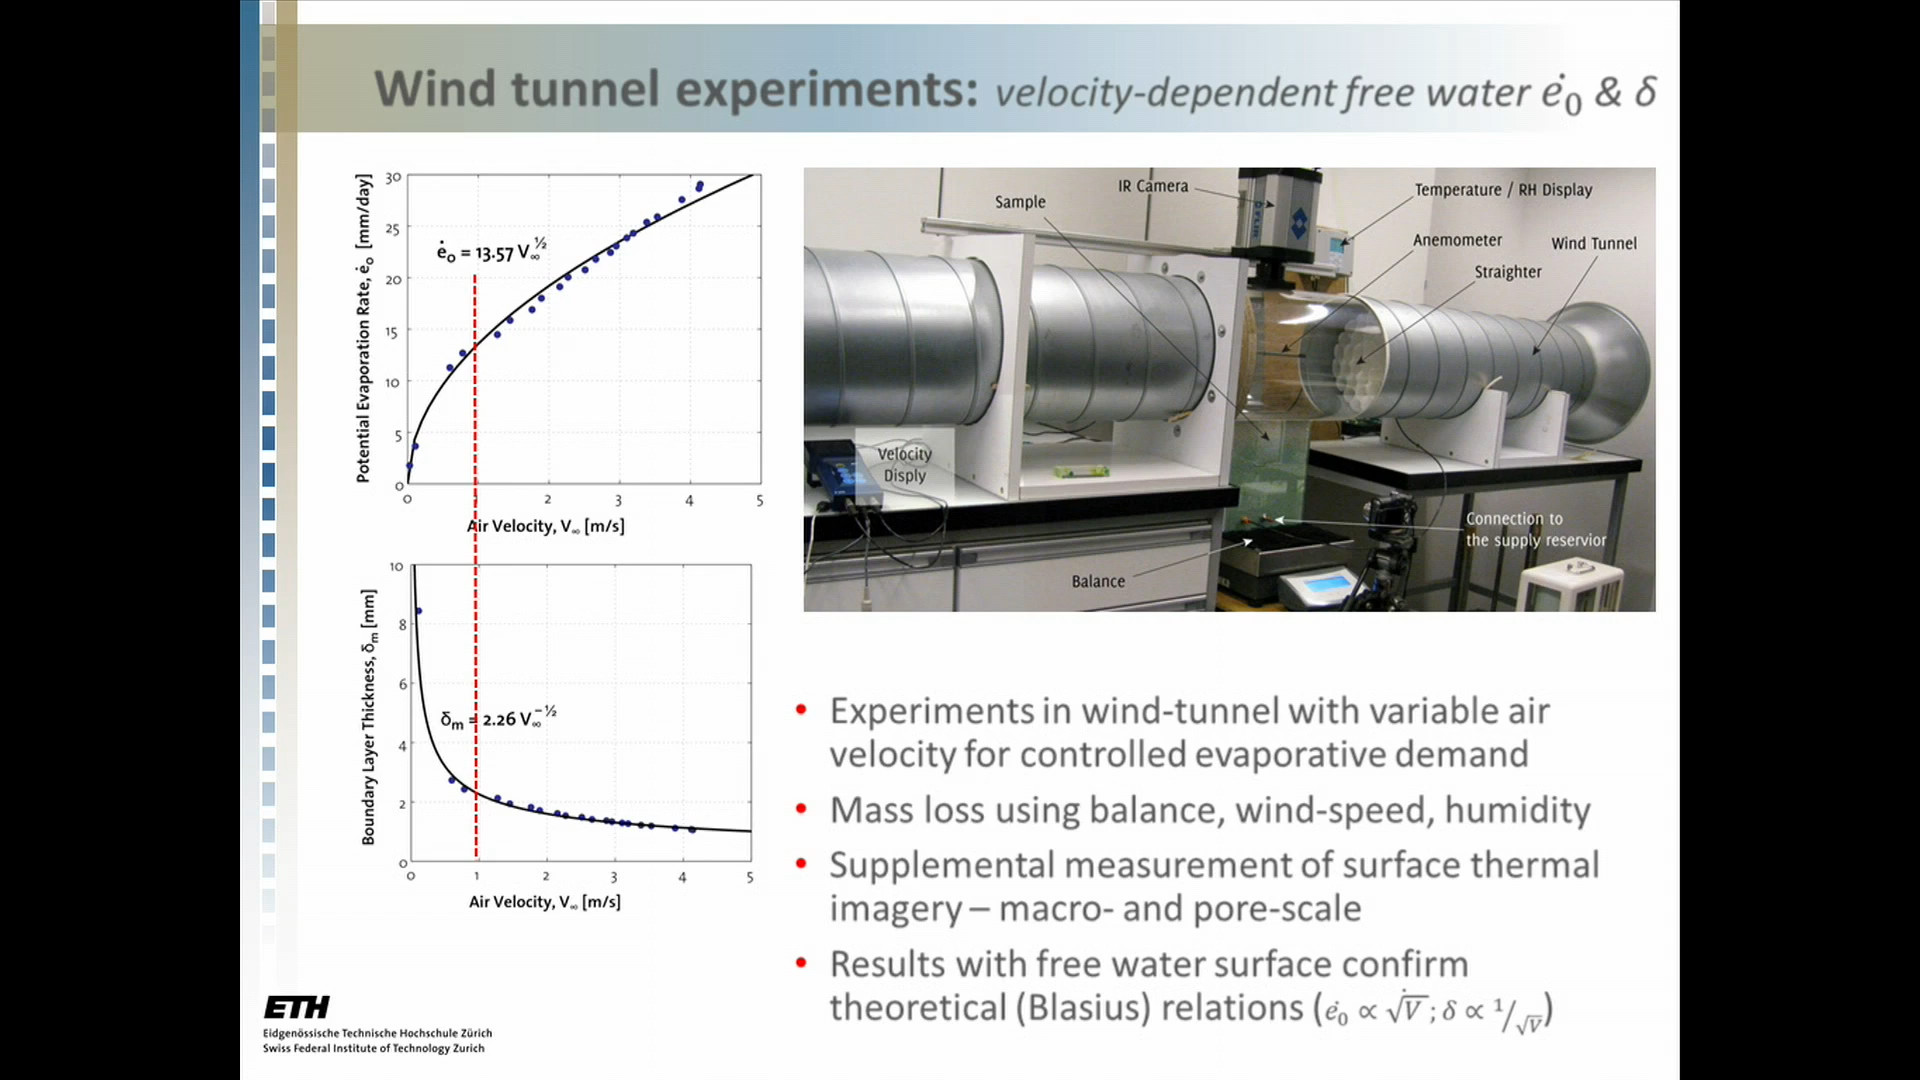 Wind tunnel experiments: velocity-dependent free water ė₀ & δ
Potential Evaporation Rate, ė₀ [mm/day]
30
25
20
15
10
5
0
ė₀ = 13.57 V∞^½
0 2 3 4 5
Air Velocity, V∞ [m/s]
Boundary Layer Thickness, δm [mm]
10
8
6
4
2
0
δm = 2.26 V∞^−½
0 1 2 3 4 5
Air Velocity, V∞ [m/s]
IR Camera
Sample
Temperature / RH Display
Anemometer
Wind Tunnel
Straighter
Velocity
Disply
Connection to
the supply reservior
Balance
• Experiments in wind-tunnel with variable air
velocity for controlled evaporative demand
• Mass loss using balance, wind-speed, humidity
• Supplemental measurement of surface thermal
imagery – macro- and pore-scale
• Results with free water surface confirm
theoretical (Blasius) relations (ė₀ ∝ √V ; δ ∝ 1/√V)
ETH
Eidgenössische Technische Hochschule Zürich
Swiss Federal Institute of Technology Zurich